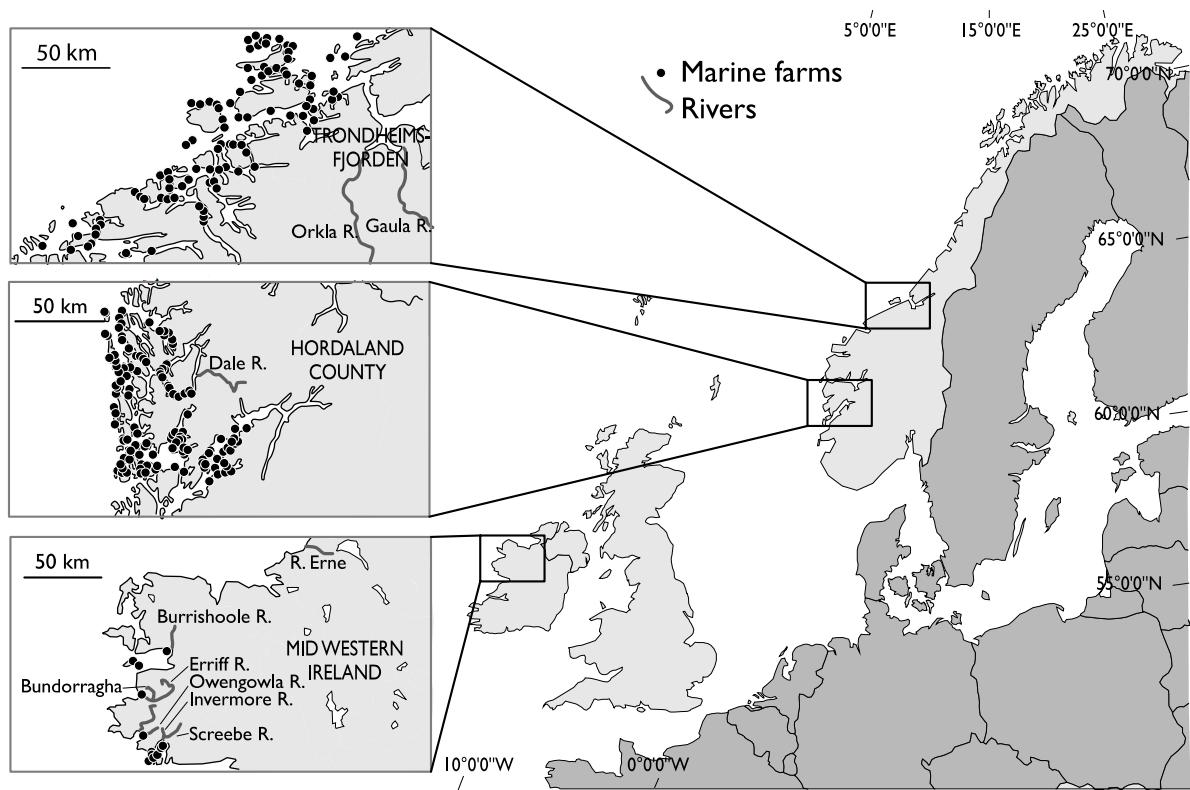 5°0'0"E
15°0'0"E
25°0'0"E
50 km
Marine farms
Rivers
70°0'0"N
TRONDHEIMS-
FJORDEN
Orkla R.
Gaula R.
65°0'0"N
50 km
HORDALAND
COUNTY
Dale R.
60°0'0"N
50 km
R. Erne
55°0'0"N
Burrishoole R.
MID WESTERN
IRELAND
Erriff R.
Bundorragha
Owengowla R.
Invermore R.
Screebe R.
10°0'0"W
0°0'0"W